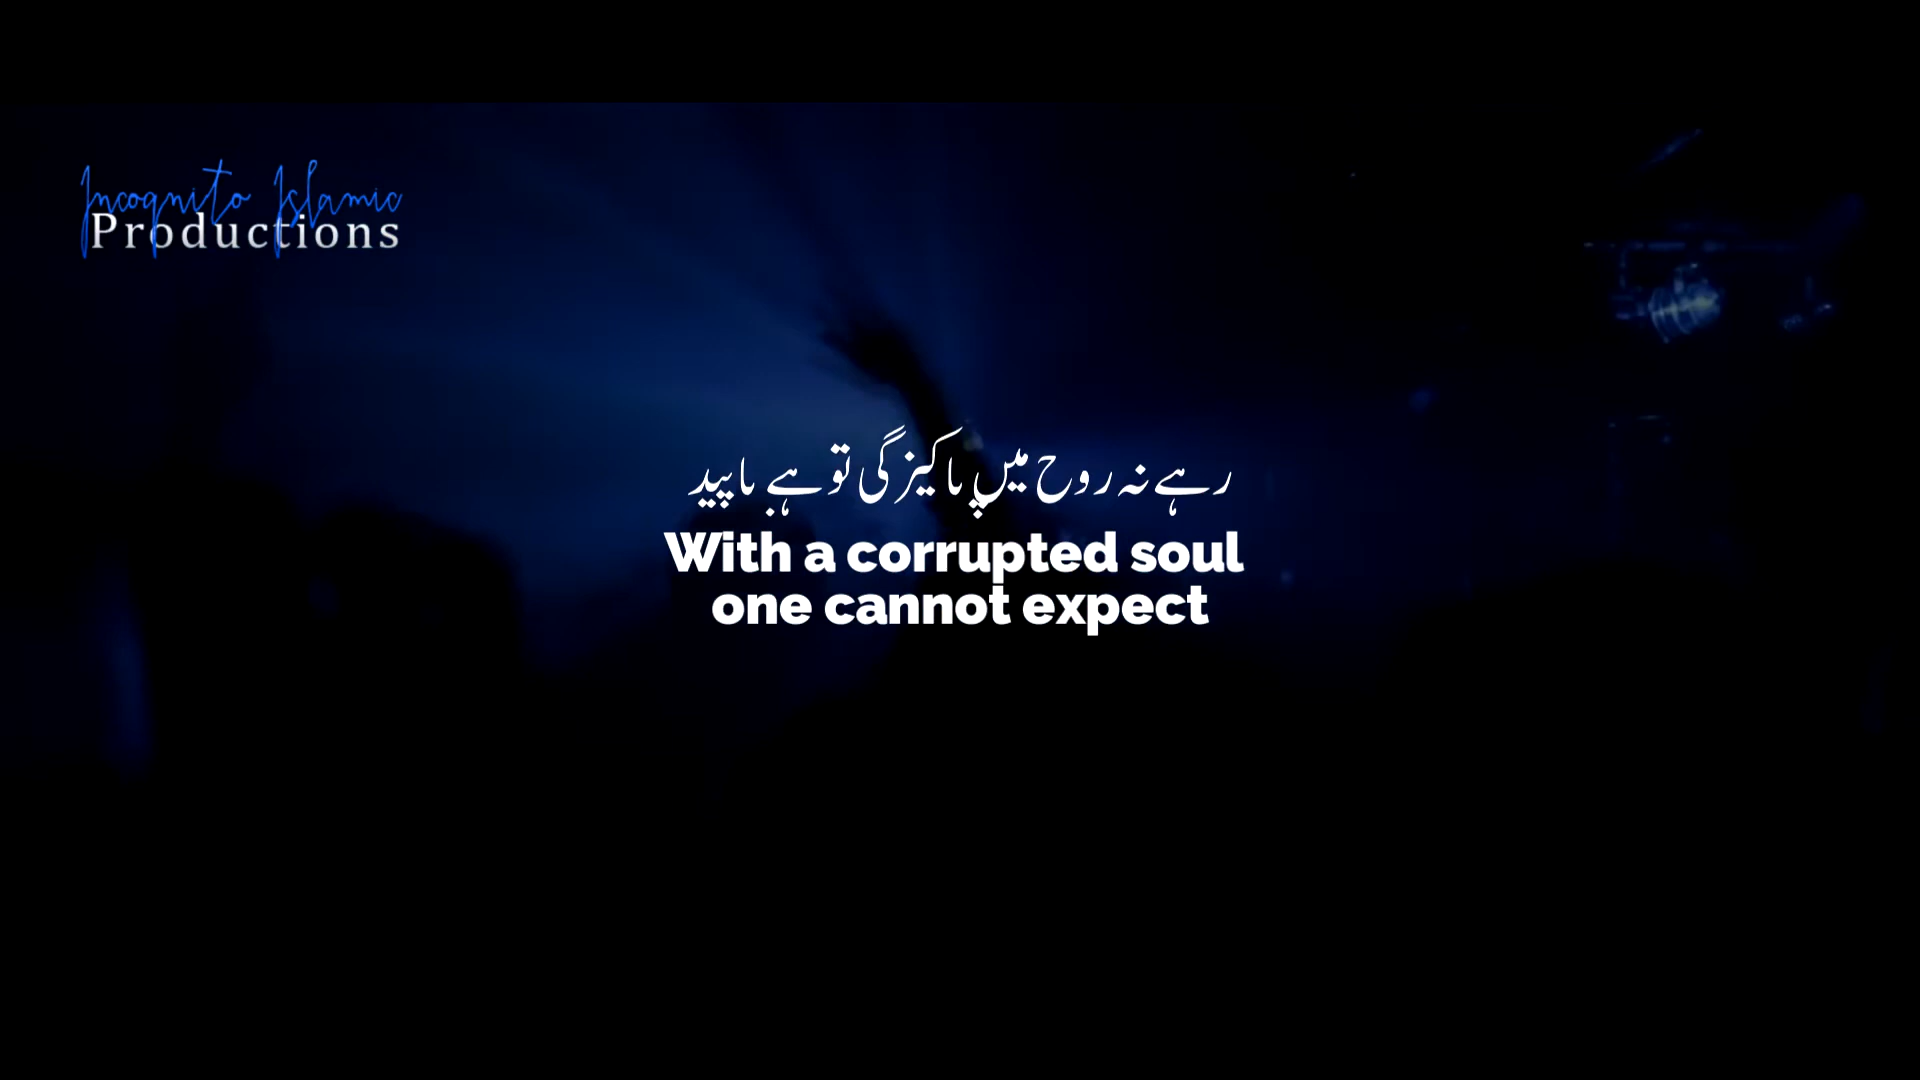 Incognito Islamic
Productions
رہے نہ روح میں پاکیزگی تو ہے ناپید
With a corrupted soul
one cannot expect